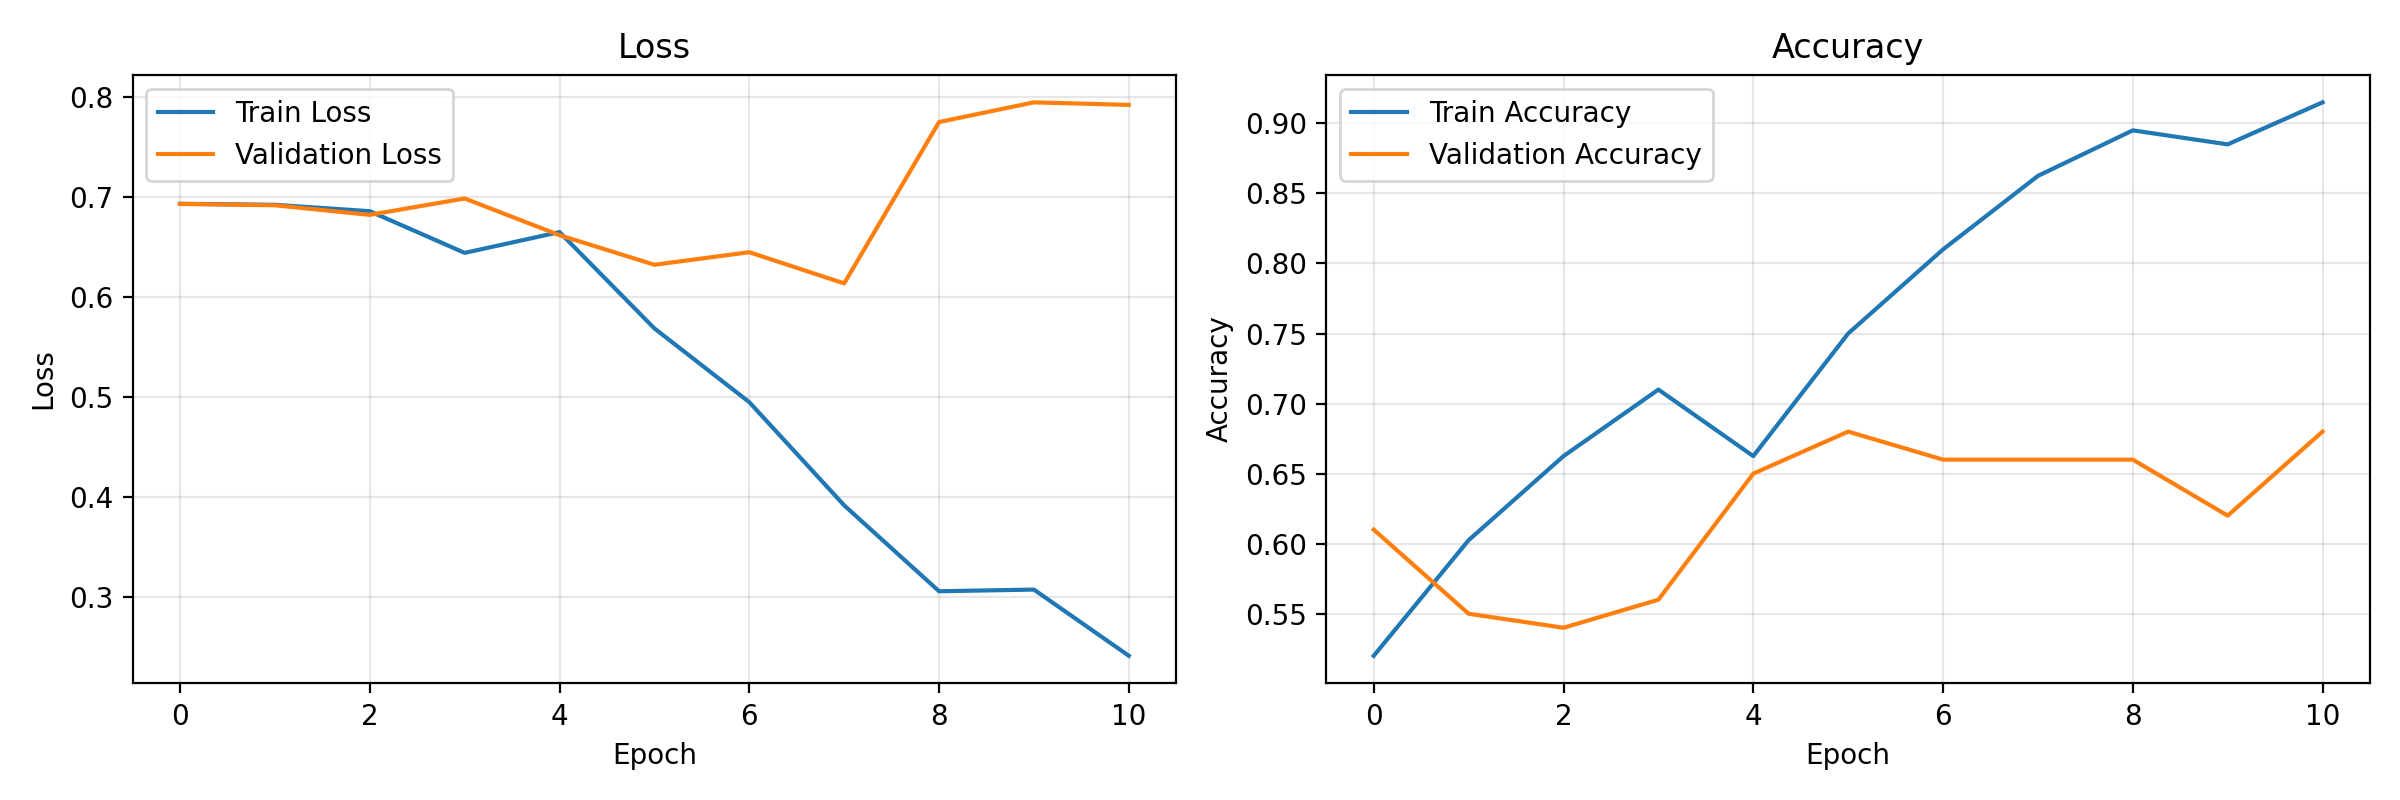 Loss
Train Loss
Validation Loss
0.8
0.7
0.6
0.5
0.4
0.3
Loss
0 2 4 6 8 10
Epoch
Accuracy
Train Accuracy
Validation Accuracy
0.90
0.85
0.80
0.75
0.70
0.65
0.60
0.55
Accuracy
0 2 4 6 8 10
Epoch